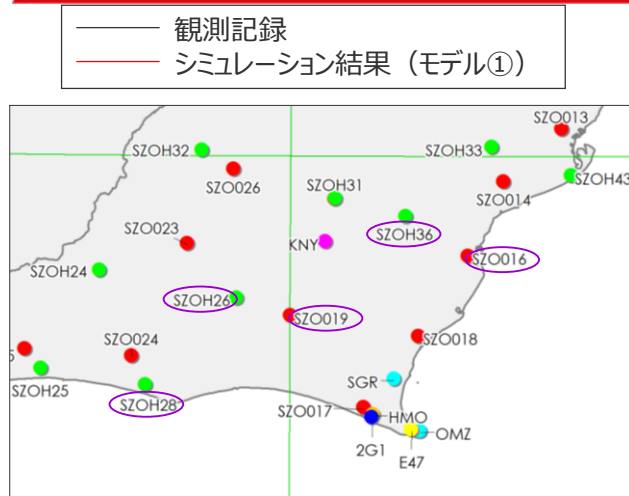 観測記録
シミュレーション結果（モデル①）
SZO013
SZOH32
SZOH33
SZO026
SZOH43
SZOH31
SZO014
SZO023
SZOH36
KNY
SZO016
SZOH24
SZOH26
SZO019
SZO024
SZO018
5
SZOH25
SGR
SZOH28
SZO017
HMO
OMZ
2G1
E47